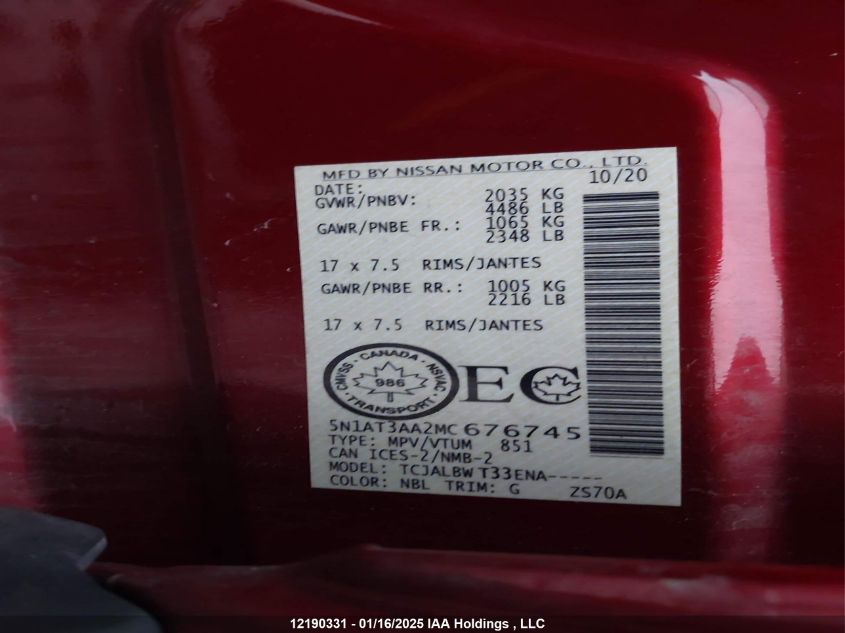 MFD BY NISSAN MOTOR CO., LTD.
DATE: 10/20
GVWR/PNBV: 2035 KG
4486 LB
GAWR/PNBE FR.: 1065 KG
2348 LB
17 x 7.5 RIMS/JANTES
GAWR/PNBE RR.: 1005 KG
2216 LB
17 x 7.5 RIMS/JANTES
CANADA
CMVSS - NSVAC
986
TRANSPORT
EC
5N1AT3AA2MC676745
TYPE: MPV/VTUM 851
CAN ICES-2/NMB-2
MODEL: TCJALBW T33ENA-----
COLOR: NBL TRIM: G ZS70A
12190331 - 01/16/2025 IAA Holdings , LLC